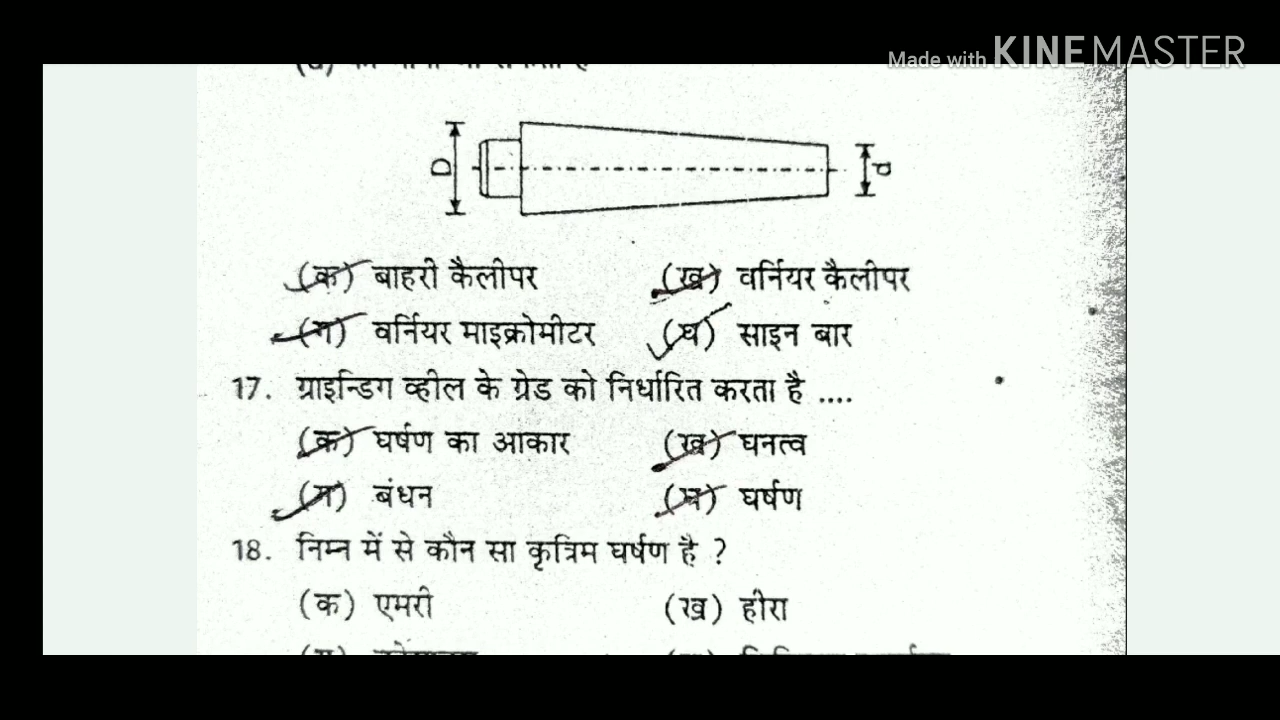 Made with KINEMASTER
D
d
(क) बाहरी कैलीपर (ख) वर्नियर कैलीपर
(ग) वर्नियर माइक्रोमीटर (घ) साइन बार
17. ग्राइन्डिग व्हील के ग्रेड को निर्धारित करता है ....
(क) घर्षण का आकार (ख) घनत्व
(ग) बंधन (घ) घर्षण
18. निम्न में से कौन सा कृत्रिम घर्षण है ?
(क) एमरी (ख) हीरा